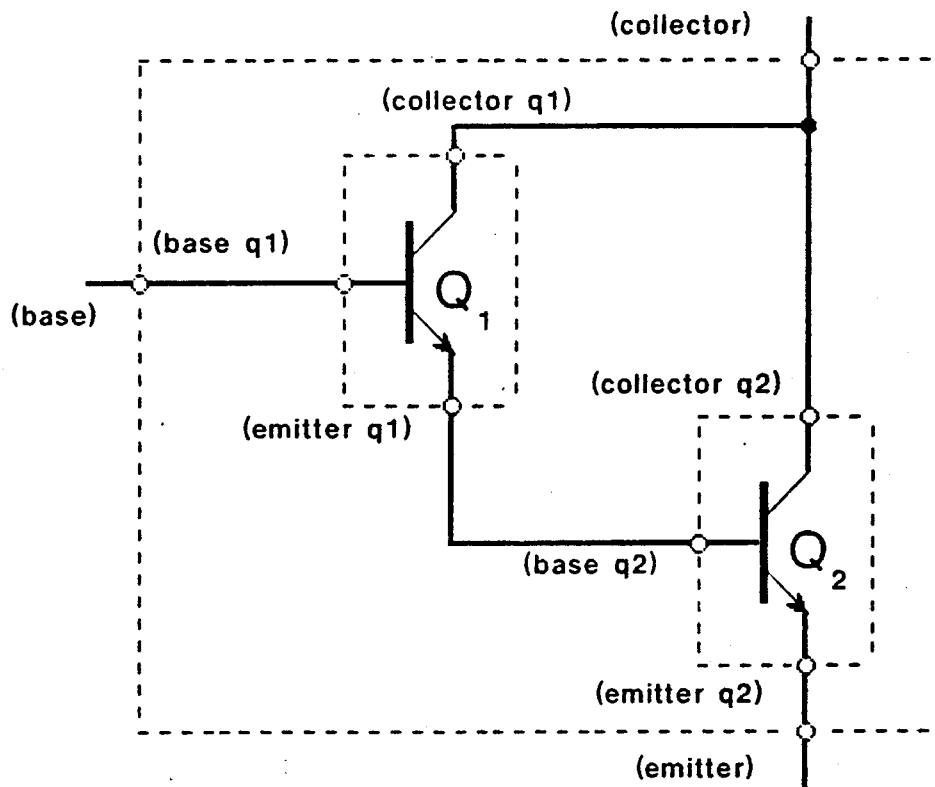 (collector)
(collector q1)
(base q1)
Q1
(base)
(collector q2)
(emitter q1)
Q2
(base q2)
(emitter q2)
(emitter)